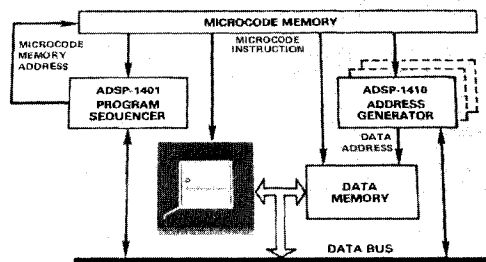 MICROCODE MEMORY
MICROCODE
MEMORY
ADDRESS
MICROCODE
INSTRUCTION
ADSP-1401
PROGRAM
SEQUENCER
ADSP-1410
ADDRESS
GENERATOR
DATA
ADDRESS
DATA
MEMORY
DATA BUS